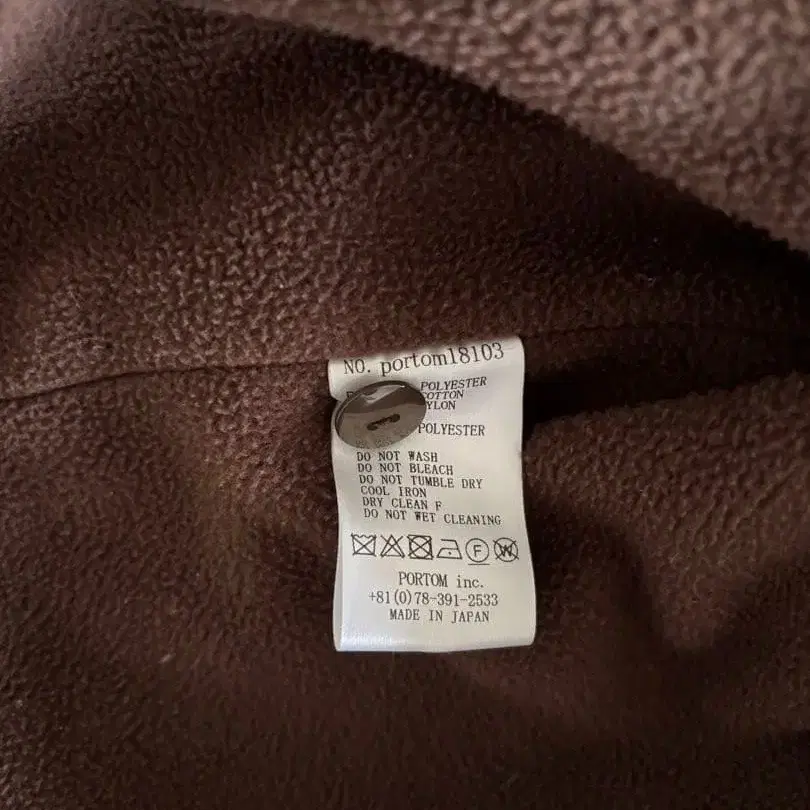 NO. portom18103
POLYESTER
COTTON
YLON
POLYESTER
DO NOT WASH
DO NOT BLEACH
DO NOT TUMBLE DRY
COOL IRON
DRY CLEAN F
DO NOT WET CLEANING
F W
PORTOM inc.
+81(0)78-391-2533
MADE IN JAPAN